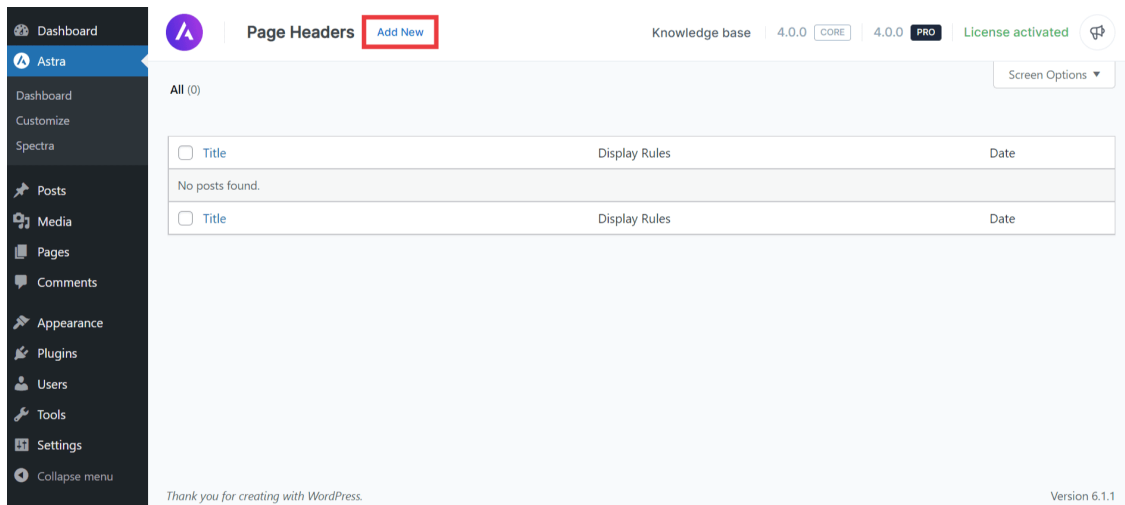 Dashboard
Astra
Dashboard
Customize
Spectra
Posts
Media
Pages
Comments
Appearance
Plugins
Users
Tools
Settings
Collapse menu
Page Headers Add New
Knowledge base 4.0.0 CORE 4.0.0 PRO License activated
Screen Options ▼
All (0)
Title Display Rules Date
No posts found.
Title Display Rules Date
Thank you for creating with WordPress. Version 6.1.1